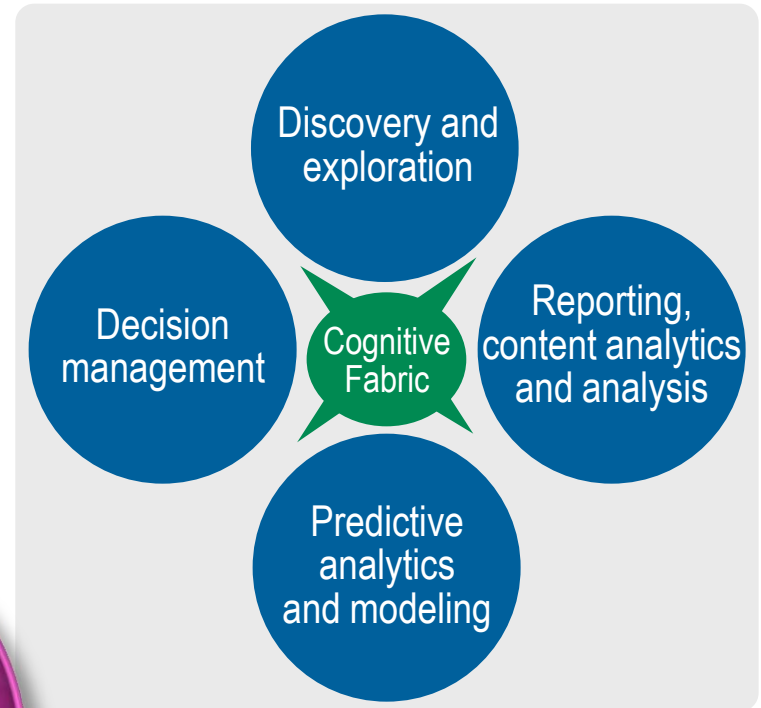 Discovery and
exploration
Decision
management
Cognitive
Fabric
Reporting,
content analytics
and analysis
Predictive
analytics
and modeling